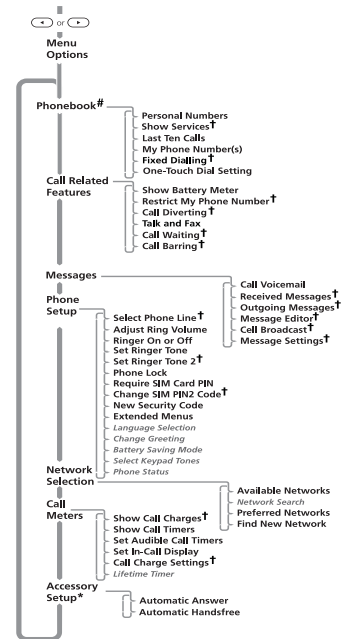 or
Menu
Options
Phonebook#
Personal Numbers
Show Services†
Last Ten Calls
My Phone Number(s)
Fixed Dialling†
One-Touch Dial Setting
Call Related
Features
Show Battery Meter
Restrict My Phone Number†
Call Diverting†
Talk and Fax
Call Waiting†
Call Barring†
Messages
Call Voicemail
Received Messages†
Outgoing Messages†
Message Editor†
Cell Broadcast†
Message Settings†
Phone
Setup
Select Phone Line†
Adjust Ring Volume
Ringer On or Off
Set Ringer Tone
Set Ringer Tone 2†
Phone Lock
Require SIM Card PIN
Change SIM PIN2 Code†
New Security Code
Extended Menus
Language Selection
Change Greeting
Battery Saving Mode
Select Keypad Tones
Phone Status
Network
Selection
Available Networks
Network Search
Preferred Networks
Find New Network
Call
Meters
Show Call Charges†
Show Call Timers
Set Audible Call Timers
Set In-Call Display
Call Charge Settings†
Lifetime Timer
Accessory
Setup*
Automatic Answer
Automatic Handsfree